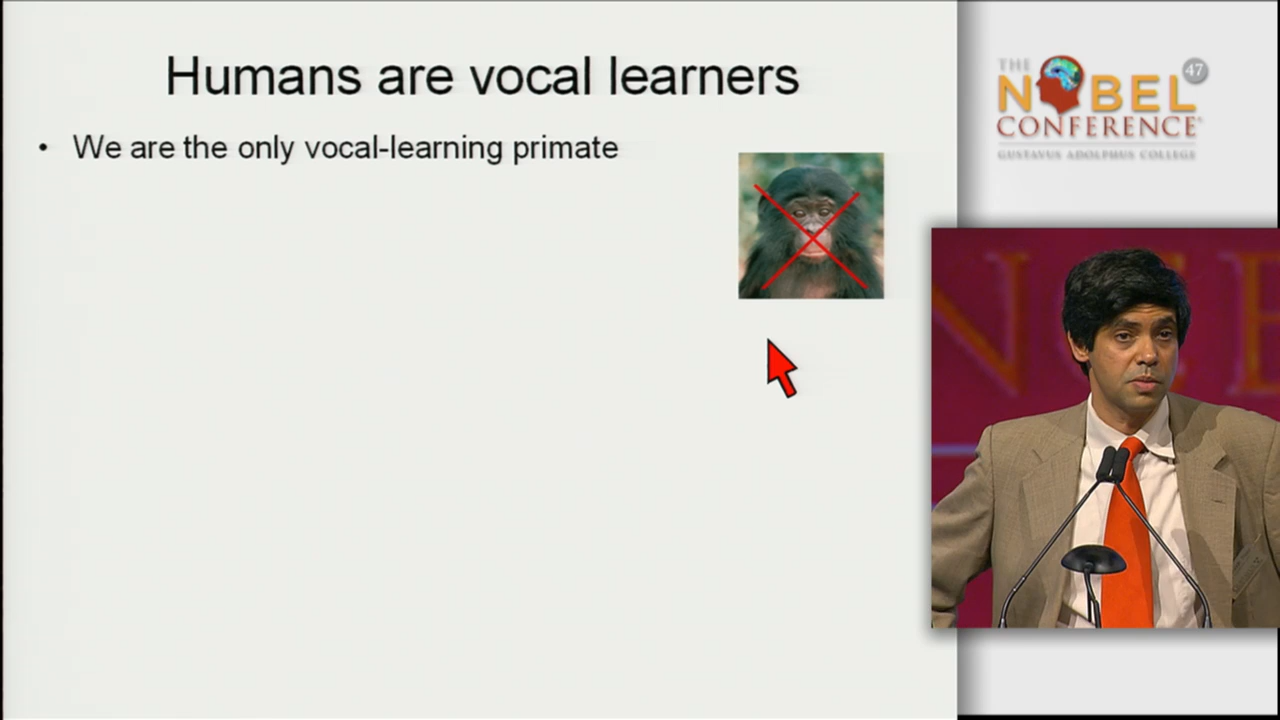 Humans are vocal learners
• We are the only vocal-learning primate
THE
NOBEL
47
CONFERENCE
GUSTAVUS ADOLPHUS COLLEGE